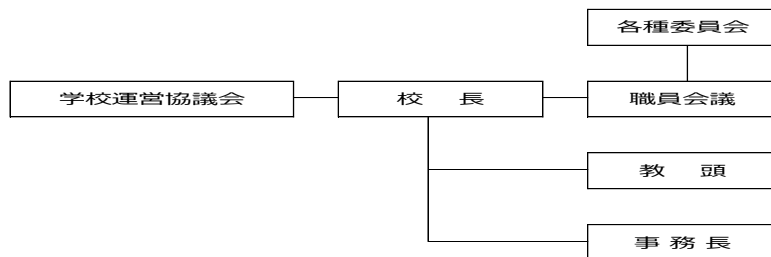 各種委員会
学校運営協議会
校　長
職員会議
教　頭
事 務 長